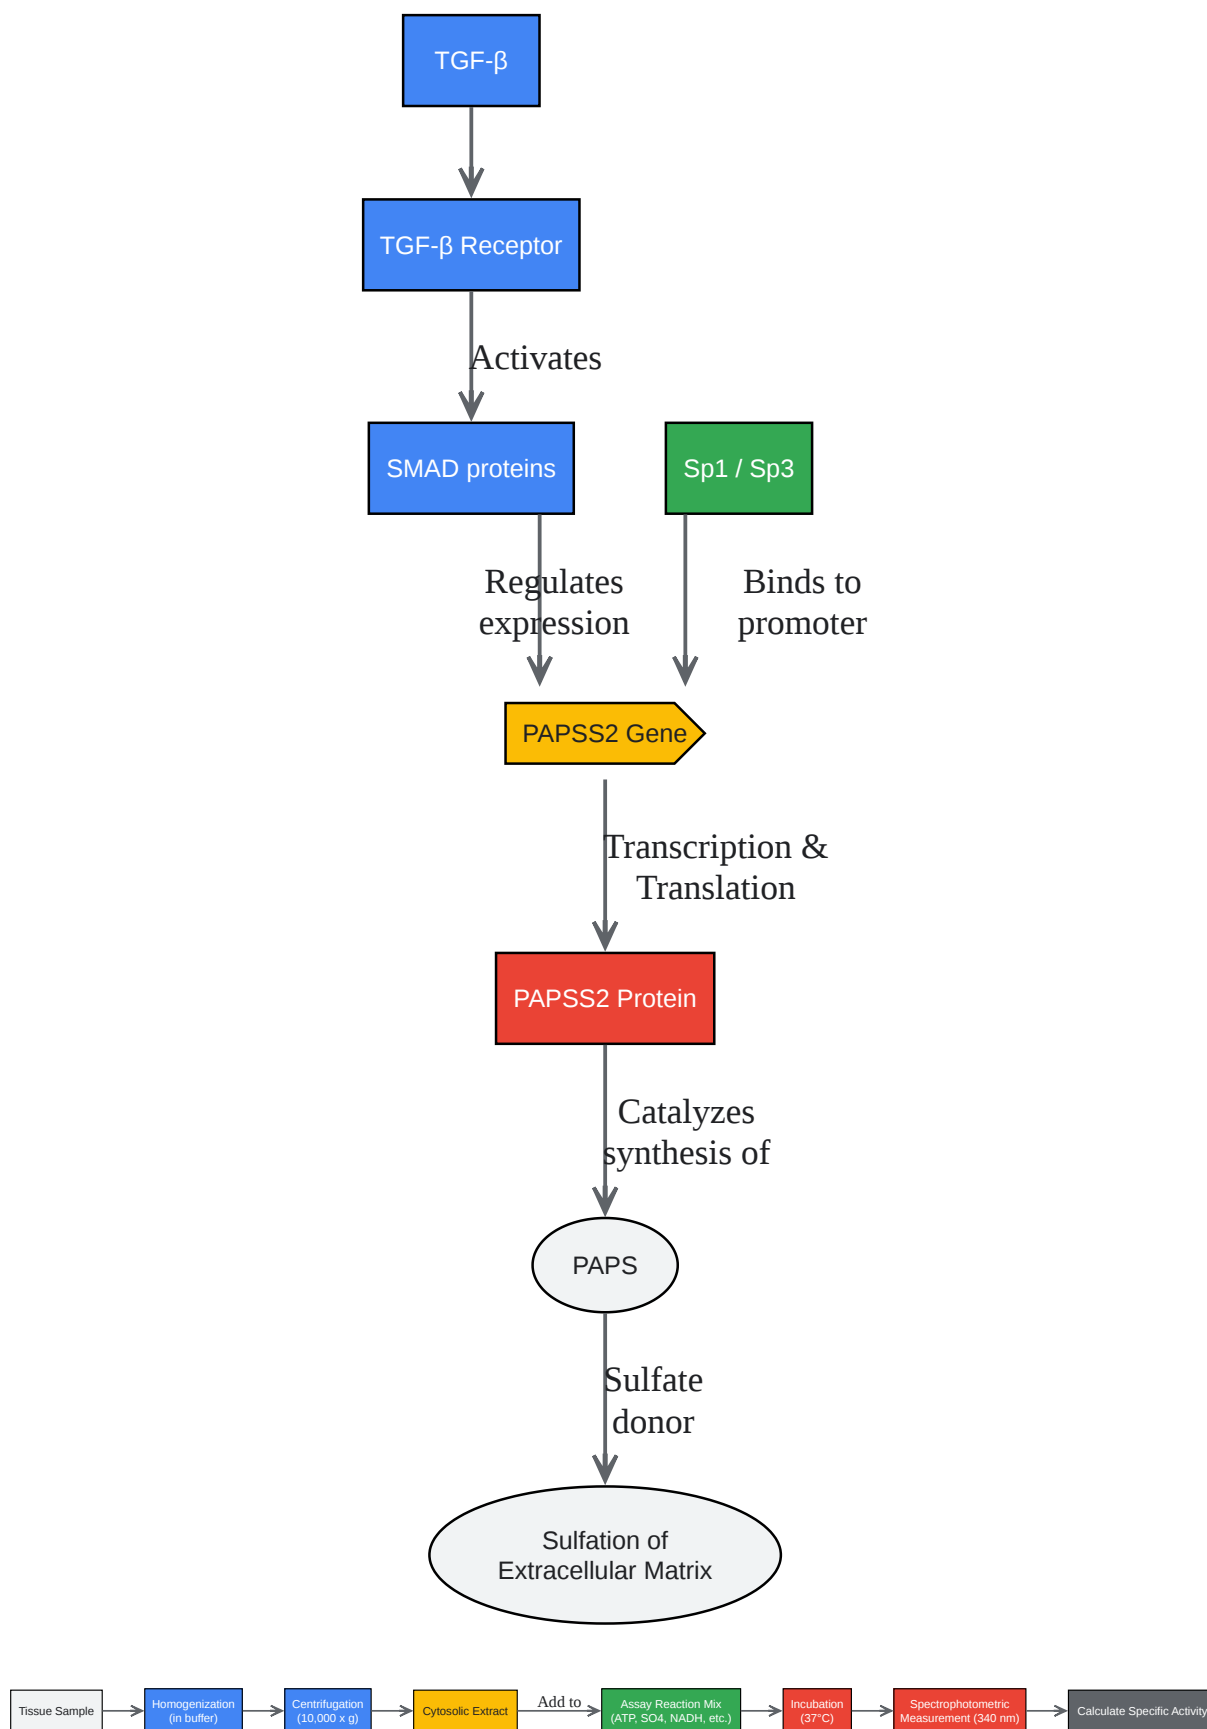 TGF-β
TGF-β Receptor
Activates
SMAD proteins
Sp1 / Sp3
Regulates
expression
Binds to
promoter
PAPSS2 Gene
Transcription &
Translation
PAPSS2 Protein
Catalyzes
synthesis of
PAPS
Sulfate
donor
Sulfation of
Extracellular Matrix
Tissue Sample
Homogenization
(in buffer)
Centrifugation
(10,000 x g)
Cytosolic Extract
Add to
Assay Reaction Mix
(ATP, SO4, NADH, etc.)
Incubation
(37°C)
Spectrophotometric
Measurement (340 nm)
Calculate Specific Activity